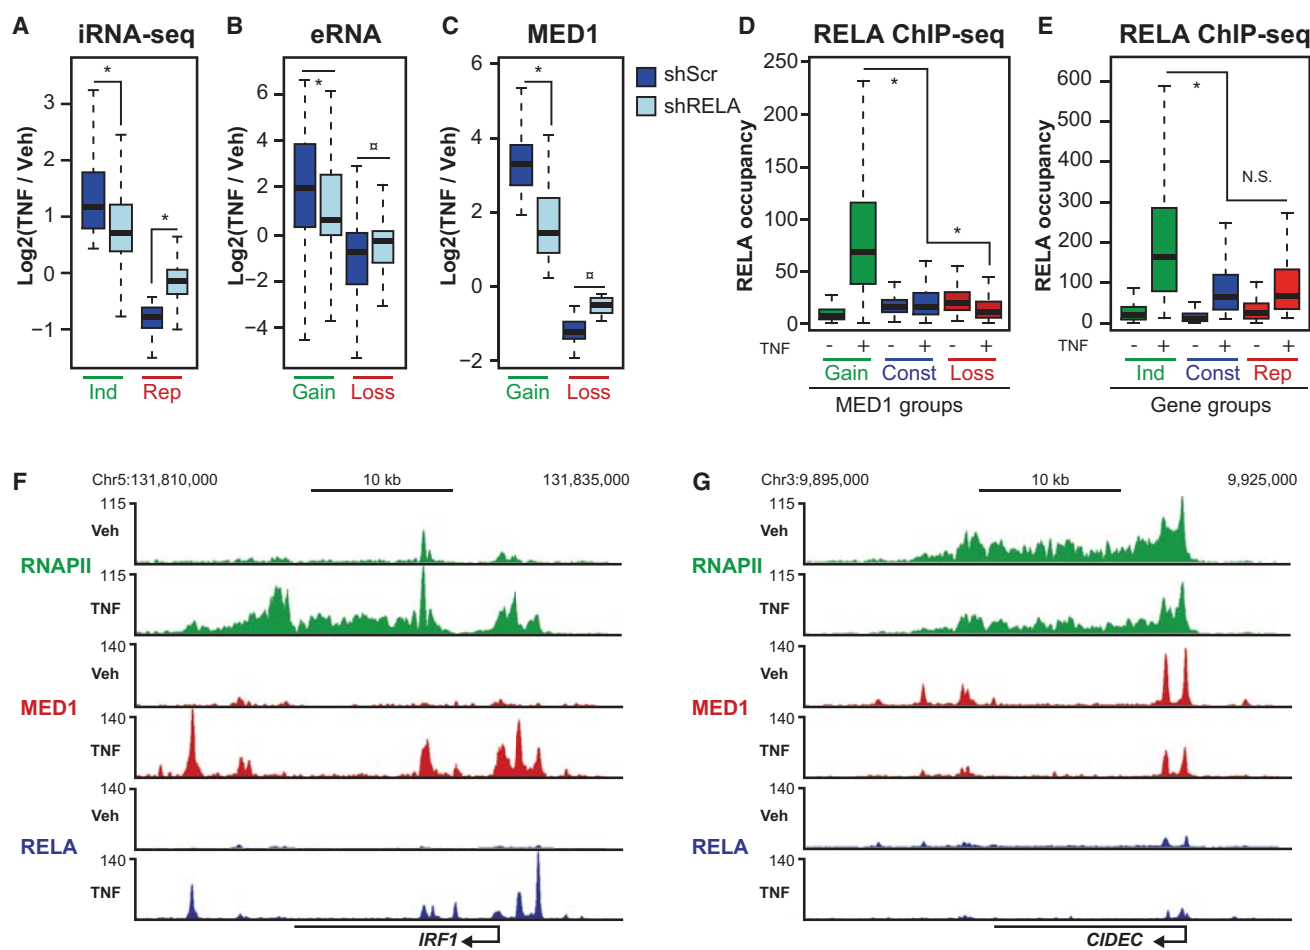 A
iRNA-seq
Log2(TNF / Veh)
3
2
1
0
−1
*
*
Ind
Rep
B
eRNA
Log2(TNF / Veh)
6
4
2
0
−2
−4
*
¤
Gain
Loss
C
MED1
Log2(TNF / Veh)
6
4
2
0
−2
*
¤
Gain
Loss
shScr
shRELA
D
RELA ChIP-seq
RELA occupancy
250
200
150
100
50
0
*
*
TNF - + - + - +
Gain Const Loss
MED1 groups
E
RELA ChIP-seq
RELA occupancy
600
500
400
300
200
100
0
*
N.S.
TNF - + - + - +
Ind Const Rep
Gene groups
F
Chr5:131,810,000
10 kb
131,835,000
115
Veh
RNAPII
115
TNF
140
Veh
MED1
140
TNF
140
Veh
RELA
140
TNF
IRF1
G
Chr3:9,895,000
10 kb
9,925,000
115
Veh
RNAPII
115
TNF
140
Veh
MED1
140
TNF
140
Veh
RELA
140
TNF
CIDEC